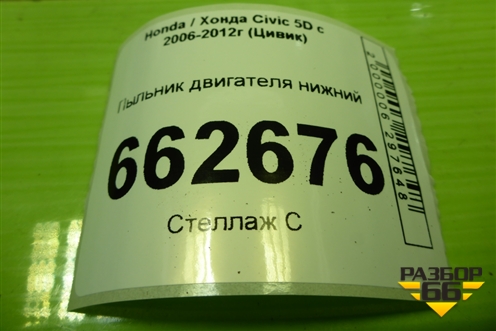 Honda / Хонда Civic 5D с
2006-2012г (Цивик)
Пыльник двигателя нижний
662676
Стеллаж С
2000006297648
РАЗБОР
66